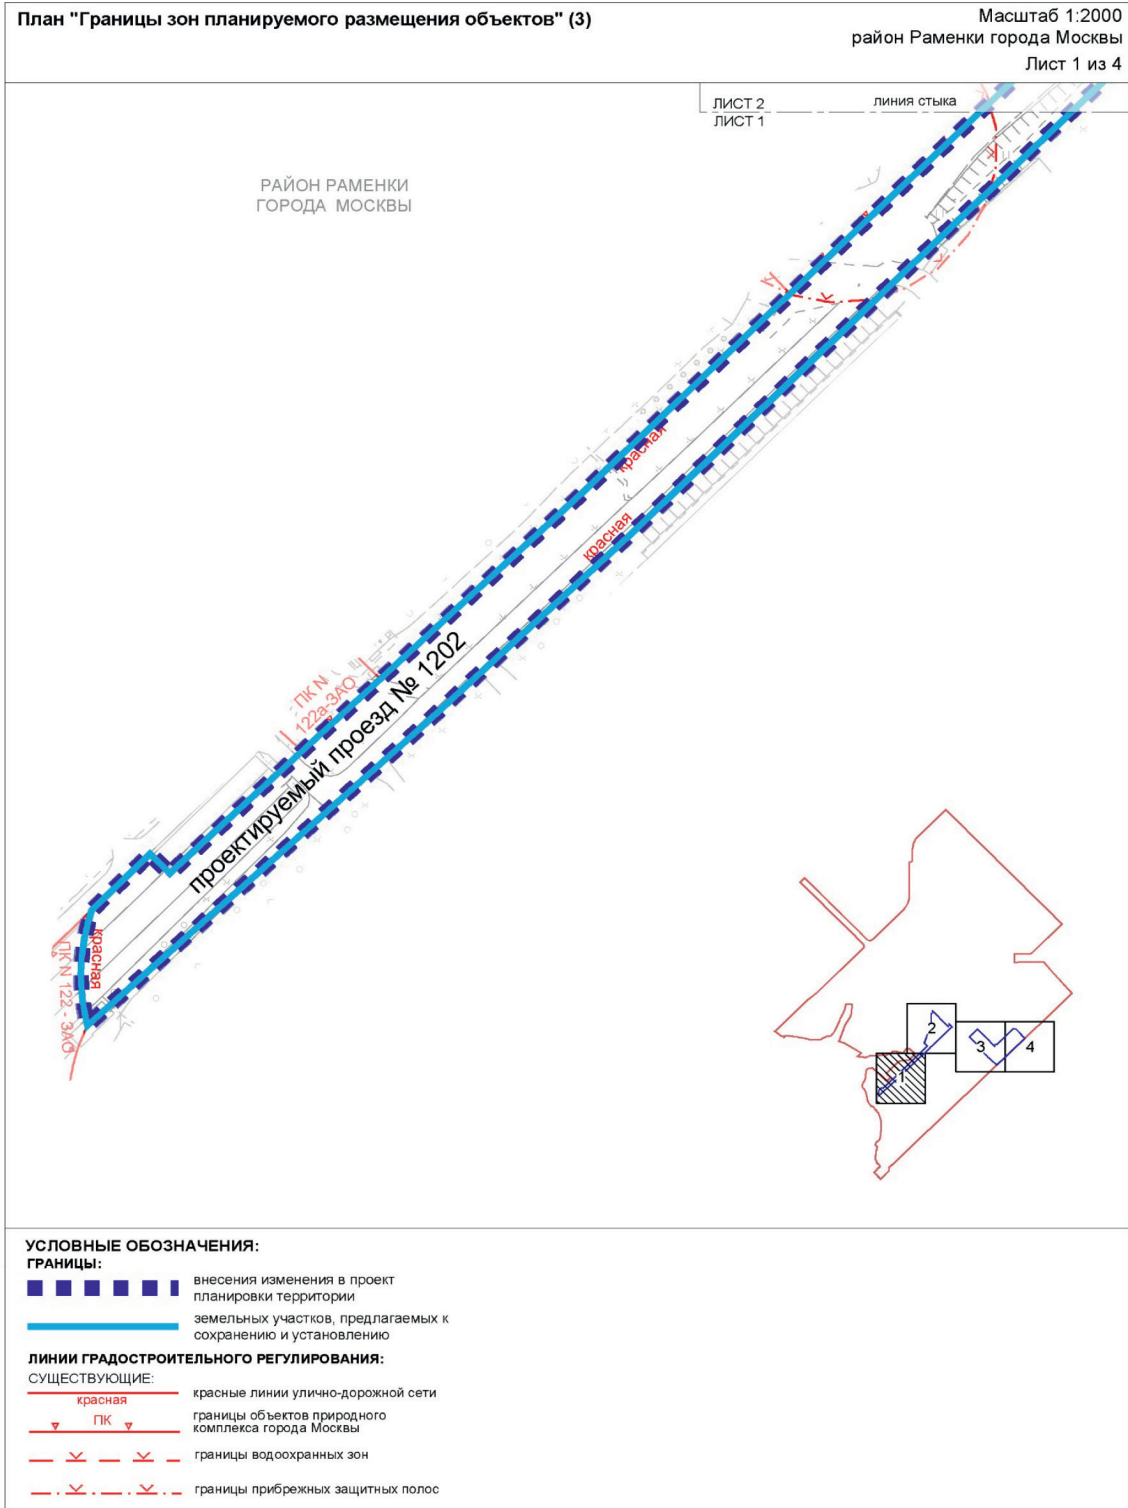 План "Границы зон планируемого размещения объектов" (3)
Масштаб 1:2000
район Раменки города Москвы
Лист 1 из 4
ЛИСТ 2
линия стыка
ЛИСТ 1
РАЙОН РАМЕНКИ
ГОРОДА МОСКВЫ
красная
красная
ПК N
122а-ЗАО
проектируемый проезд № 1202
красная
ПК N 122 - ЗАО
2
3
4
1
УСЛОВНЫЕ ОБОЗНАЧЕНИЯ:
ГРАНИЦЫ:
внесения изменения в проект
планировки территории
земельных участков, предлагаемых к
сохранению и установлению
ЛИНИИ ГРАДОСТРОИТЕЛЬНОГО РЕГУЛИРОВАНИЯ:
СУЩЕСТВУЮЩИЕ:
красная
красные линии улично-дорожной сети
ПК
границы объектов природного
комплекса города Москвы
границы водоохранных зон
границы прибрежных защитных полос